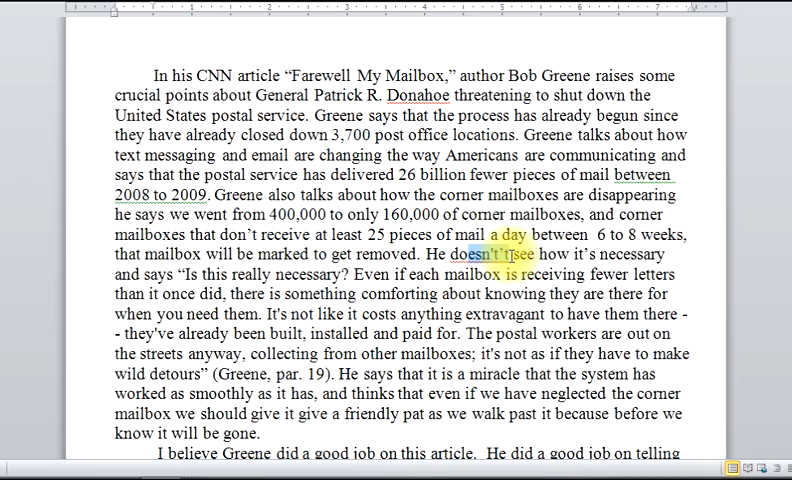 In his CNN article “Farewell My Mailbox,” author Bob Greene raises some
crucial points about General Patrick R. Donahoe threatening to shut down the
United States postal service. Greene says that the process has already begun since
they have already closed down 3,700 post office locations. Greene talks about how
text messaging and email are changing the way Americans are communicating and
says that the postal service has delivered 26 billion fewer pieces of mail between
2008 to 2009. Greene also talks about how the corner mailboxes are disappearing
he says we went from 400,000 to only 160,000 of corner mailboxes, and corner
mailboxes that don’t receive at least 25 pieces of mail a day between 6 to 8 weeks,
that mailbox will be marked to get removed. He doesn't't see how it’s necessary
and says “Is this really necessary? Even if each mailbox is receiving fewer letters
than it once did, there is something comforting about knowing they are there for
when you need them. It's not like it costs anything extravagant to have them there -
- they've already been built, installed and paid for. The postal workers are out on
the streets anyway, collecting from other mailboxes; it's not as if they have to make
wild detours” (Greene, par. 19). He says that it is a miracle that the system has
worked as smoothly as it has, and thinks that even if we have neglected the corner
mailbox we should give it give a friendly pat as we walk past it because before we
know it will be gone.
I believe Greene did a good job on this article. He did a good job on telling